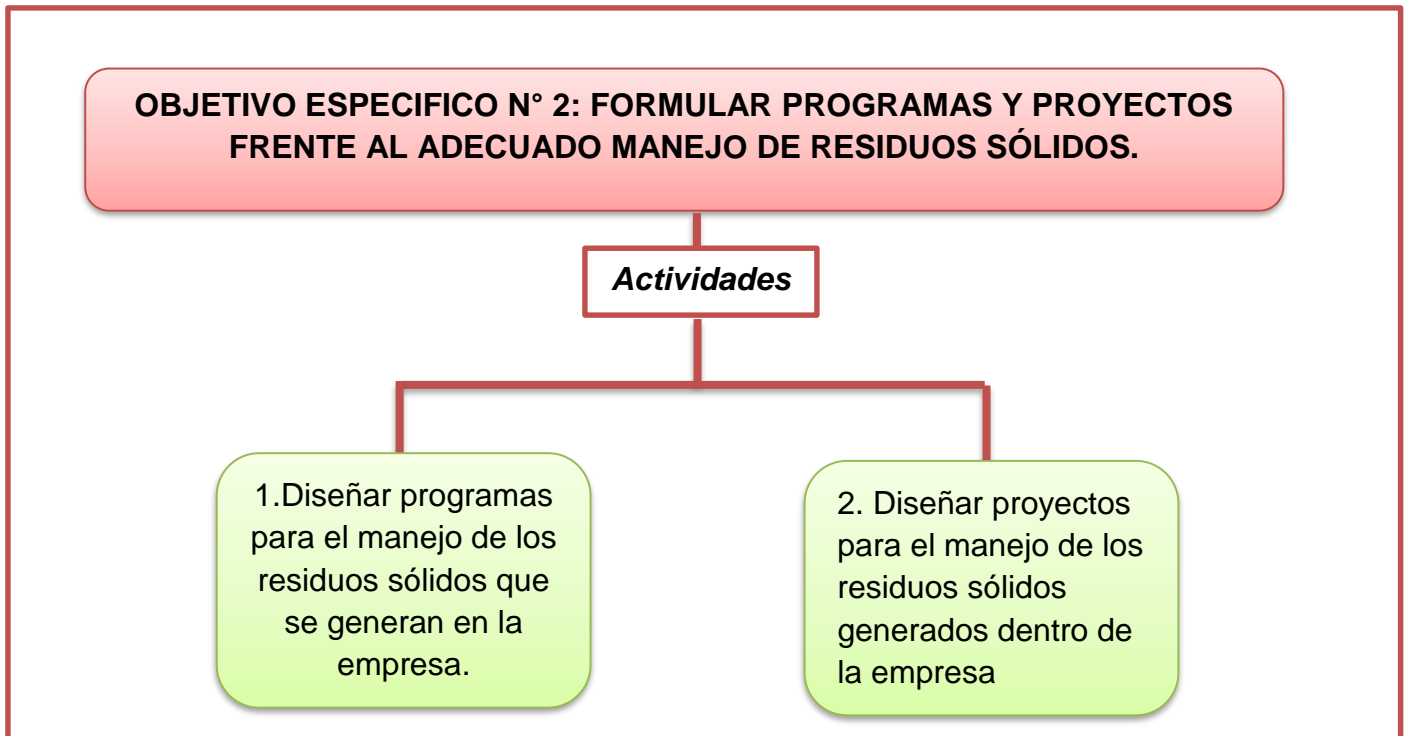 OBJETIVO ESPECIFICO N° 2: FORMULAR PROGRAMAS Y PROYECTOS
FRENTE AL ADECUADO MANEJO DE RESIDUOS SÓLIDOS.
Actividades
1.Diseñar programas
para el manejo de los
residuos sólidos que
se generan en la
empresa.
2. Diseñar proyectos
para el manejo de los
residuos sólidos
generados dentro de
la empresa